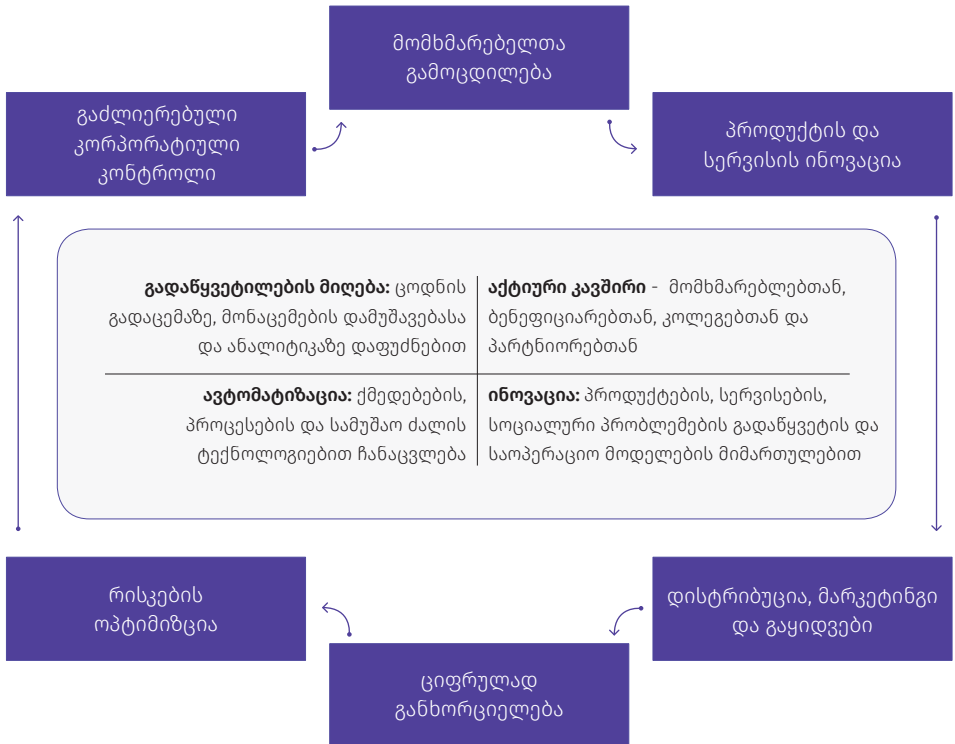 მომხმარებელთა
გამოცდილება
გაძლიერებული
კორპორატიული
კონტროლი
პროდუქტის და
სერვისის ინოვაცია
გადაწყვეტილების მიღება: ცოდნის
გადაცემაზე, მონაცემების დამუშავებასა
და ანალიტიკაზე დაფუძნებით
აქტიური კავშირი - მომხმარებლებთან,
ბენეფიციარებთან, კოლეგებთან და
პარტნიორებთან
ავტომატიზაცია: ქმედებების,
პროცესების და სამუშაო ძალის
ტექნოლოგიებით ჩანაცვლება
ინოვაცია: პროდუქტების, სერვისების,
სოციალური პრობლემების გადაწყვეტის და
საოპერაციო მოდელების მიმართულებით
რისკების
ოპტიმიზცია
დისტრიბუცია, მარკეტინგი
და გაყიდვები
ციფრულად
განხორციელება